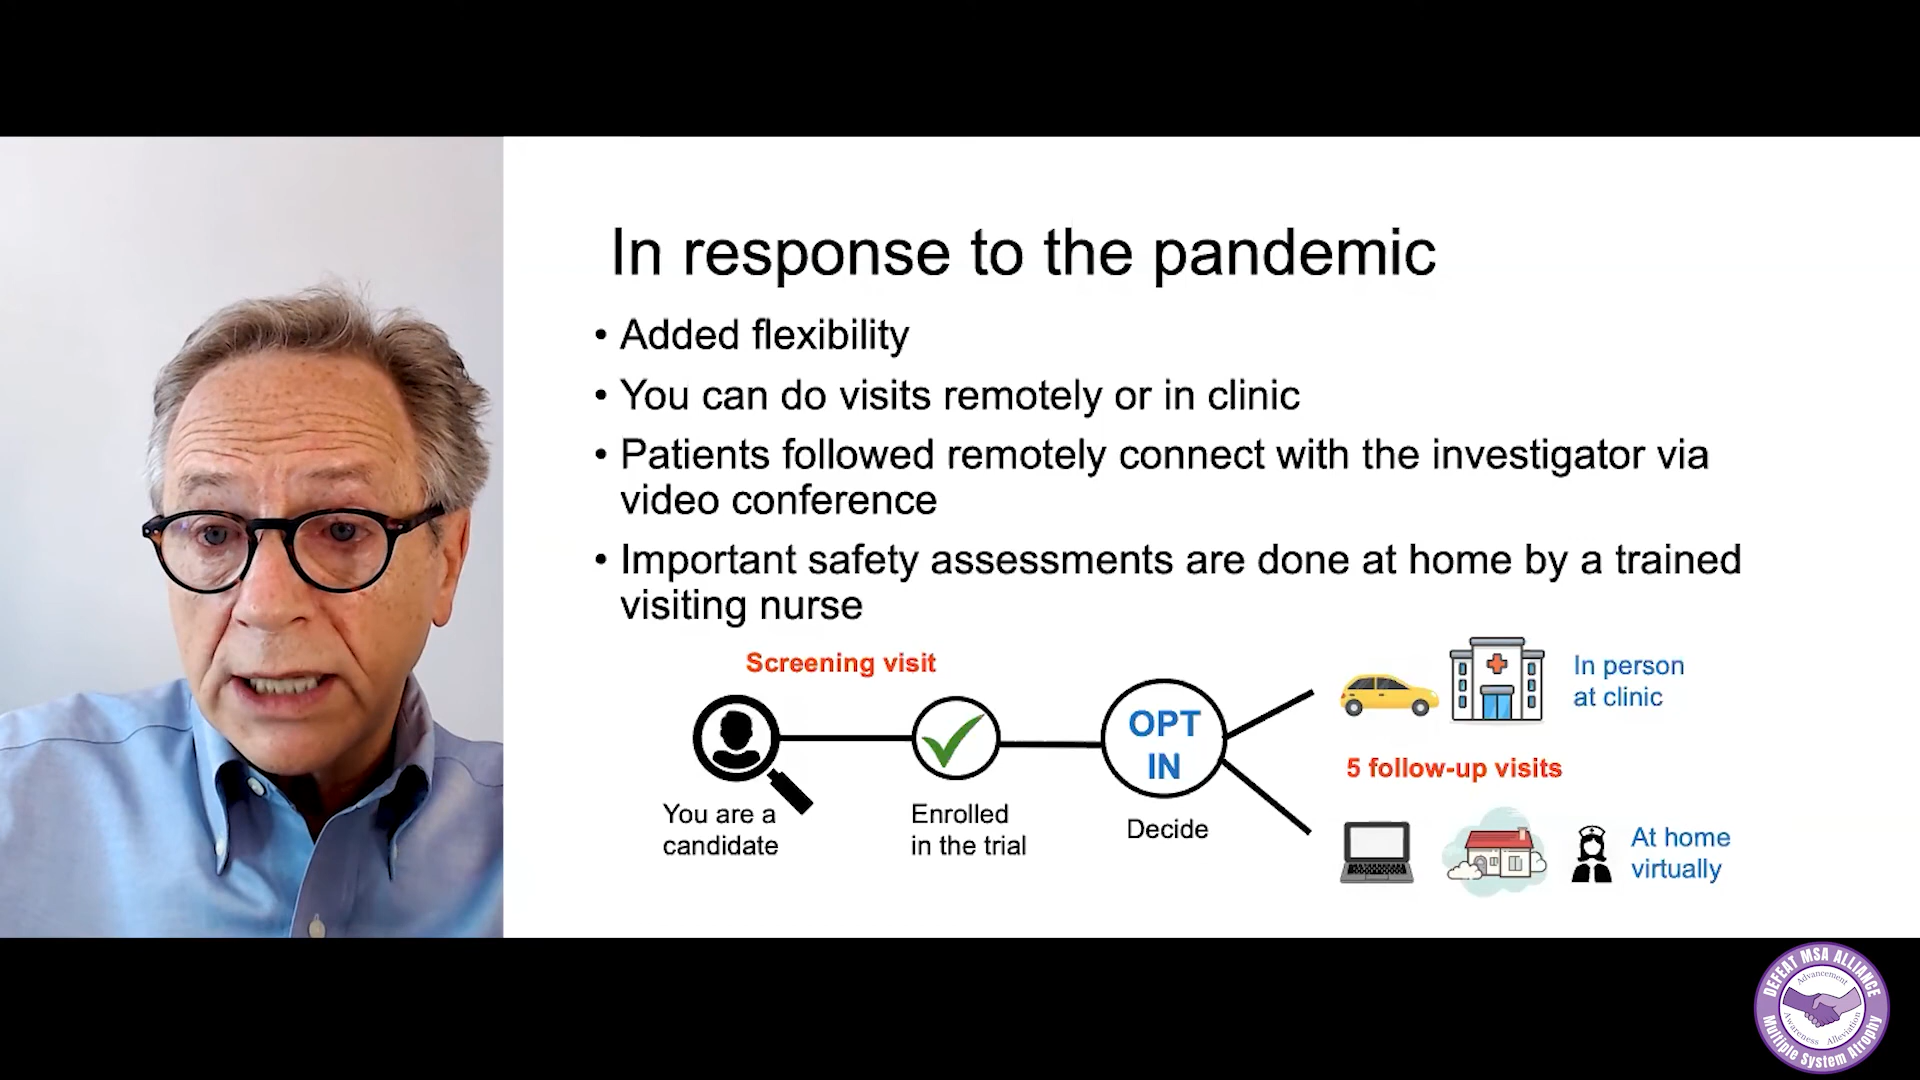 In response to the pandemic
• Added flexibility
• You can do visits remotely or in clinic
• Patients followed remotely connect with the investigator via
video conference
• Important safety assessments are done at home by a trained
visiting nurse
Screening visit
You are a
candidate
Enrolled
in the trial
OPT
IN
Decide
In person
at clinic
5 follow-up visits
At home
virtually
DEFEAT MSA ALLIANCE
Advancement
Awareness
Alleviation
Multiple System Atrophy